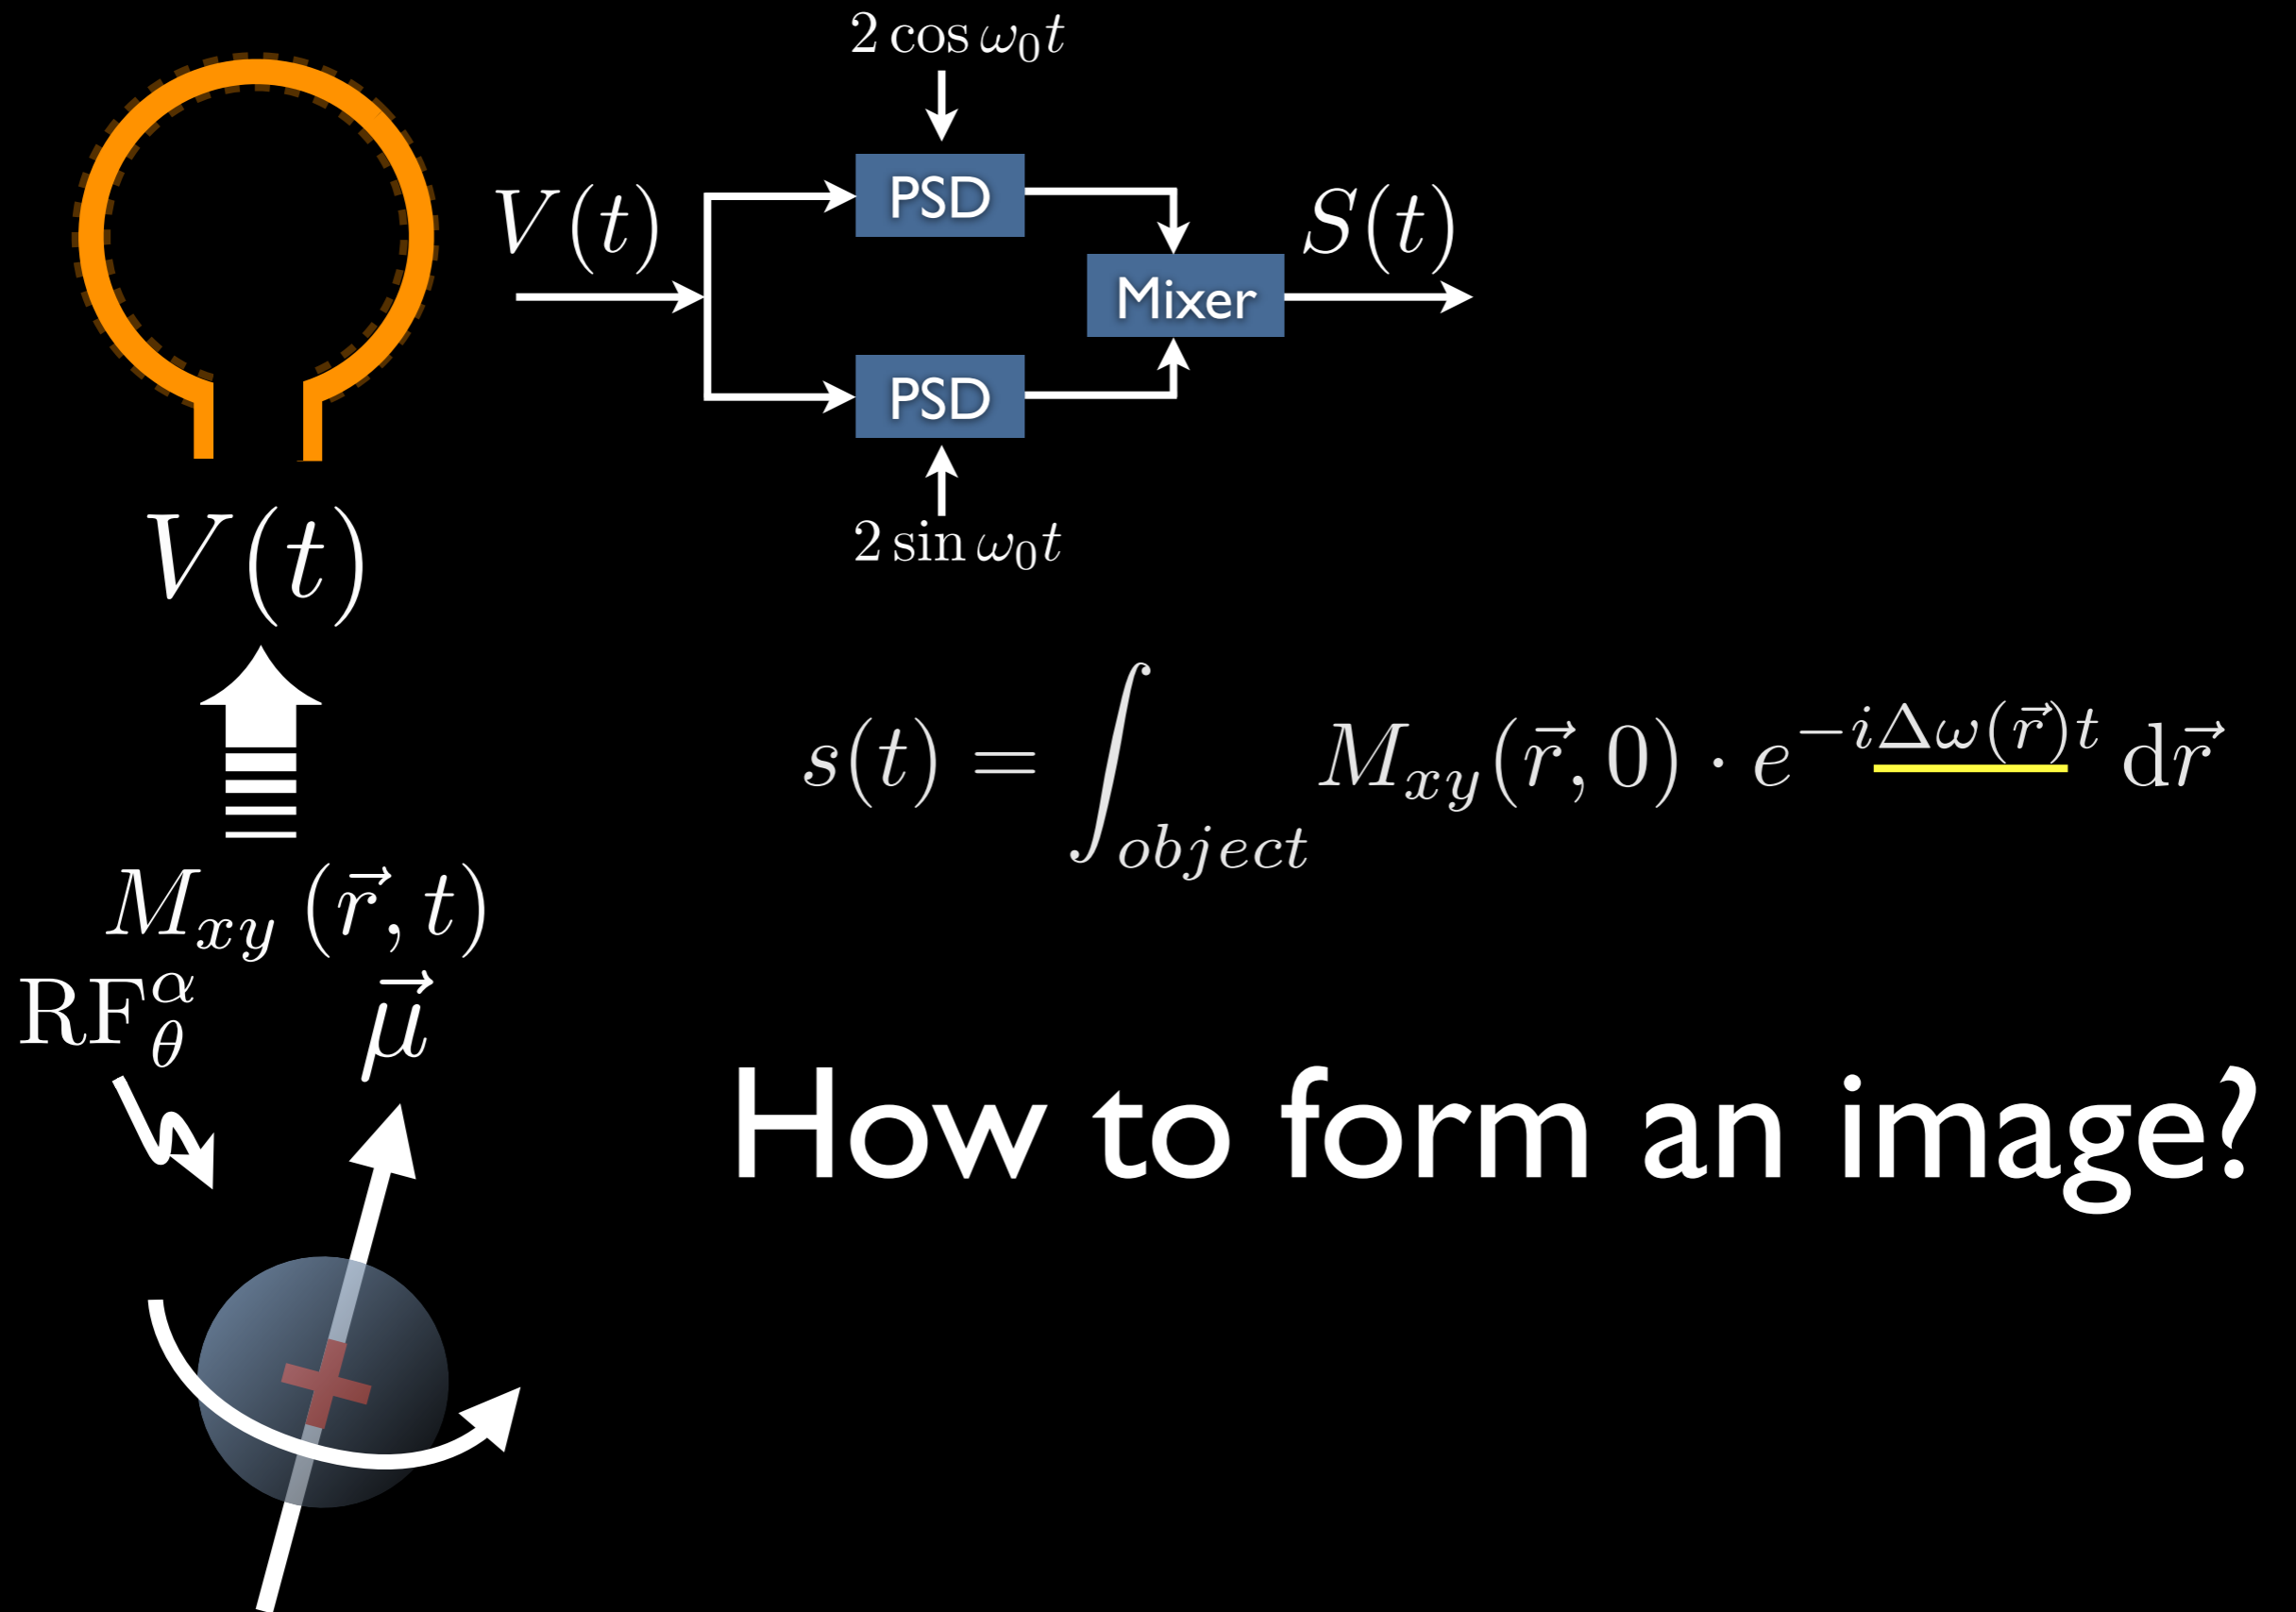 2 cos ω₀t
V(t)
PSD
S(t)
Mixer
PSD
2 sin ω₀t
V(t)
s(t) = ∫_object M_xy(r⃗, 0) · e^{−iΔω(r⃗)t} dr⃗
M_xy (r⃗, t)
RF_θ^α
μ⃗
How to form an image?
+